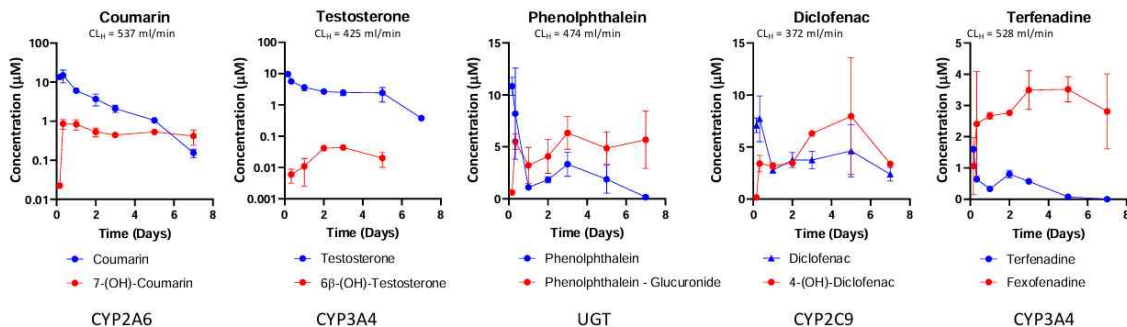 Coumarin
CL_H = 537 ml/min
Concentration (µM)
100
10
1
0.1
0.01
0 2 4 6 8
Time (Days)
Coumarin
7-(OH)-Coumarin
CYP2A6
Testosterone
CL_H = 425 ml/min
Concentration (µM)
100
10
1
0.1
0.01
0.001
0 2 4 6 8
Time (Days)
Testosterone
6β-(OH)-Testosterone
CYP3A4
Phenolphthalein
CL_H = 474 ml/min
Concentration (µM)
15
10
5
0
0 2 4 6 8
Time (Days)
Phenolphthalein
Phenolphthalein - Glucuronide
UGT
Diclofenac
CL_H = 372 ml/min
Concentration (µM)
15
10
5
0
0 2 4 6 8
Time (Days)
Diclofenac
4-(OH)-Diclofenac
CYP2C9
Terfenadine
CL_H = 528 ml/min
Concentration (µM)
5
4
3
2
1
0
0 2 4 6 8
Time (Days)
Terfenadine
Fexofenadine
CYP3A4